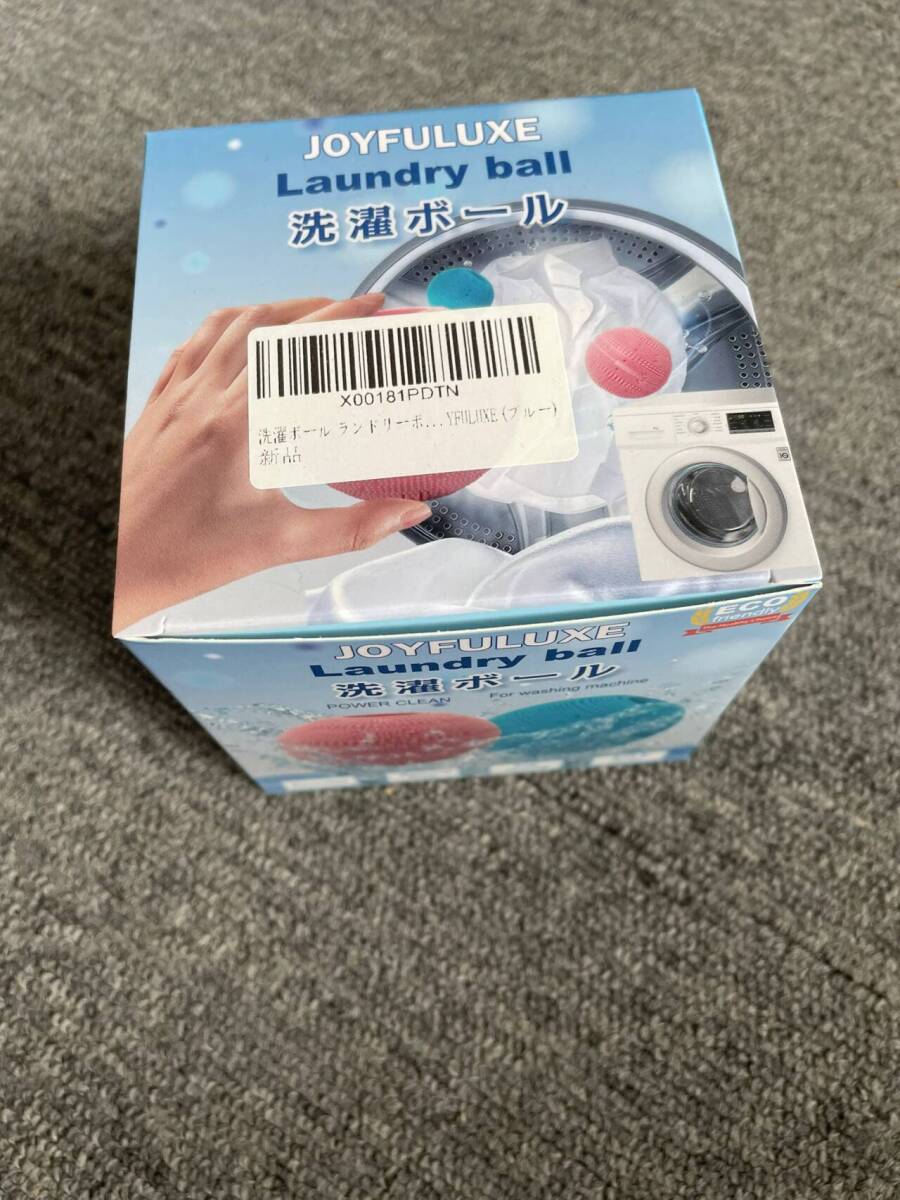 JOYFULUXE
Laundry ball
洗濯ボール
X00181PDTN
洗濯ボール ランドリーボ...YFULUXE (ブルー)
新品
ECO
friendly
JOYFULUXE
Laundry ball
洗濯ボール
POWER CLEAN
For washing machine